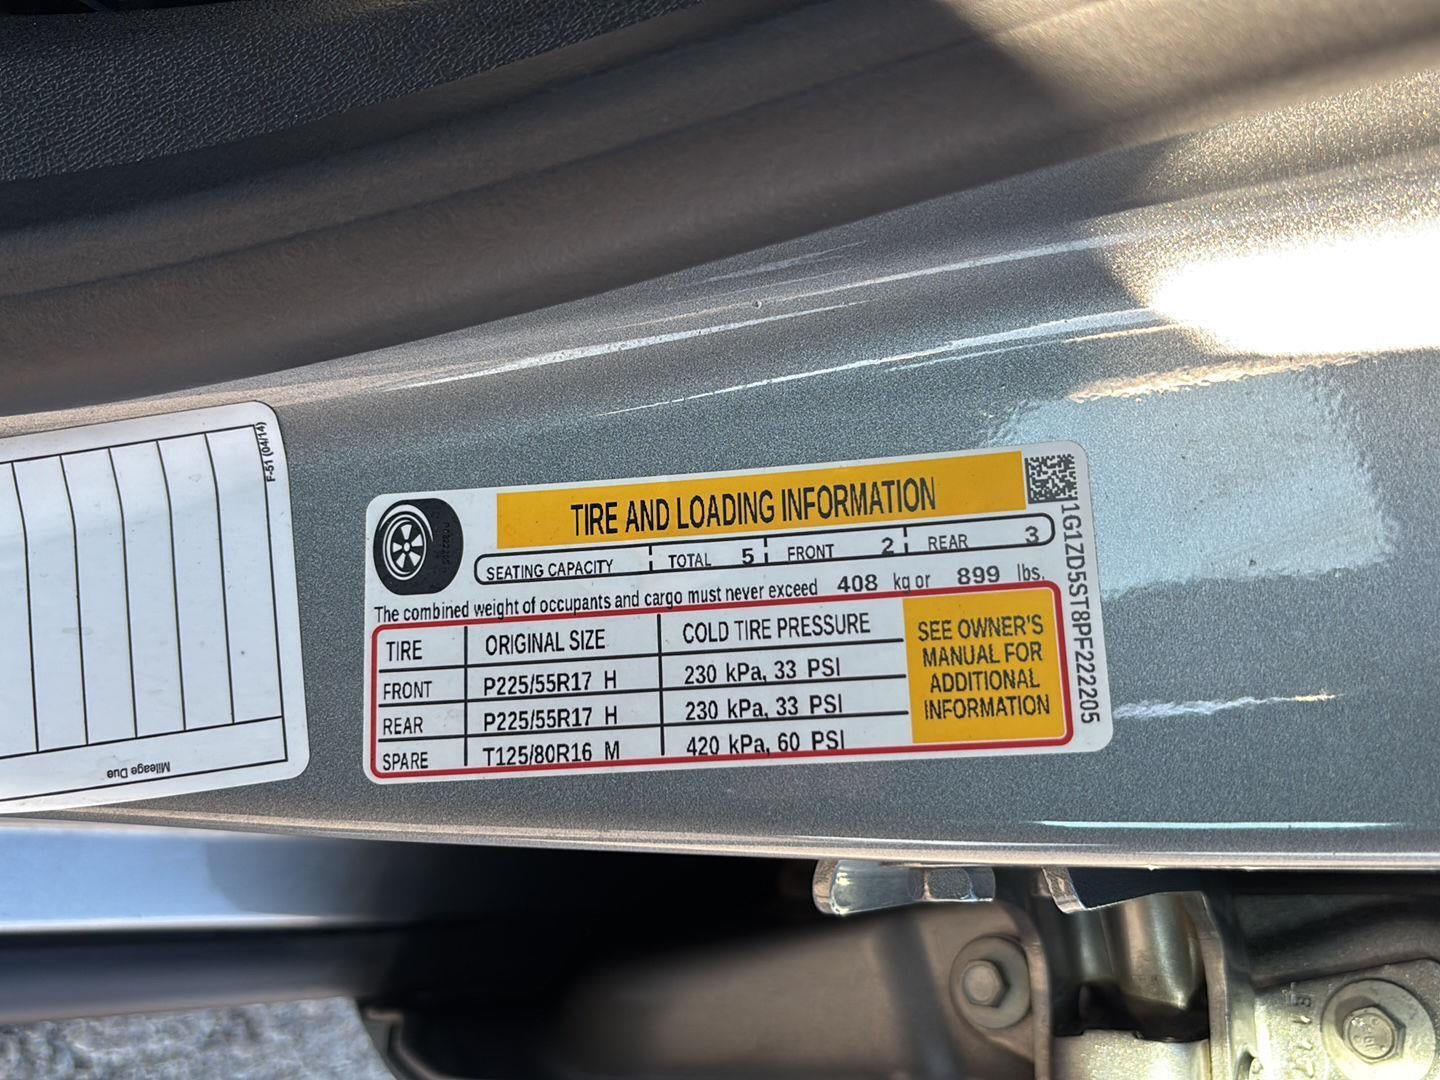 F-51 (04/14)
Mileage Due
TIRE AND LOADING INFORMATION
SEATING CAPACITY TOTAL 5 FRONT 2 REAR 3
The combined weight of occupants and cargo must never exceed 408 kg or 899 lbs.
TIRE ORIGINAL SIZE COLD TIRE PRESSURE
FRONT P225/55R17 H 230 kPa, 33 PSI
REAR P225/55R17 H 230 kPa, 33 PSI
SPARE T125/80R16 M 420 kPa, 60 PSI
SEE OWNER'S
MANUAL FOR
ADDITIONAL
INFORMATION
1G1ZD5ST8PF222205